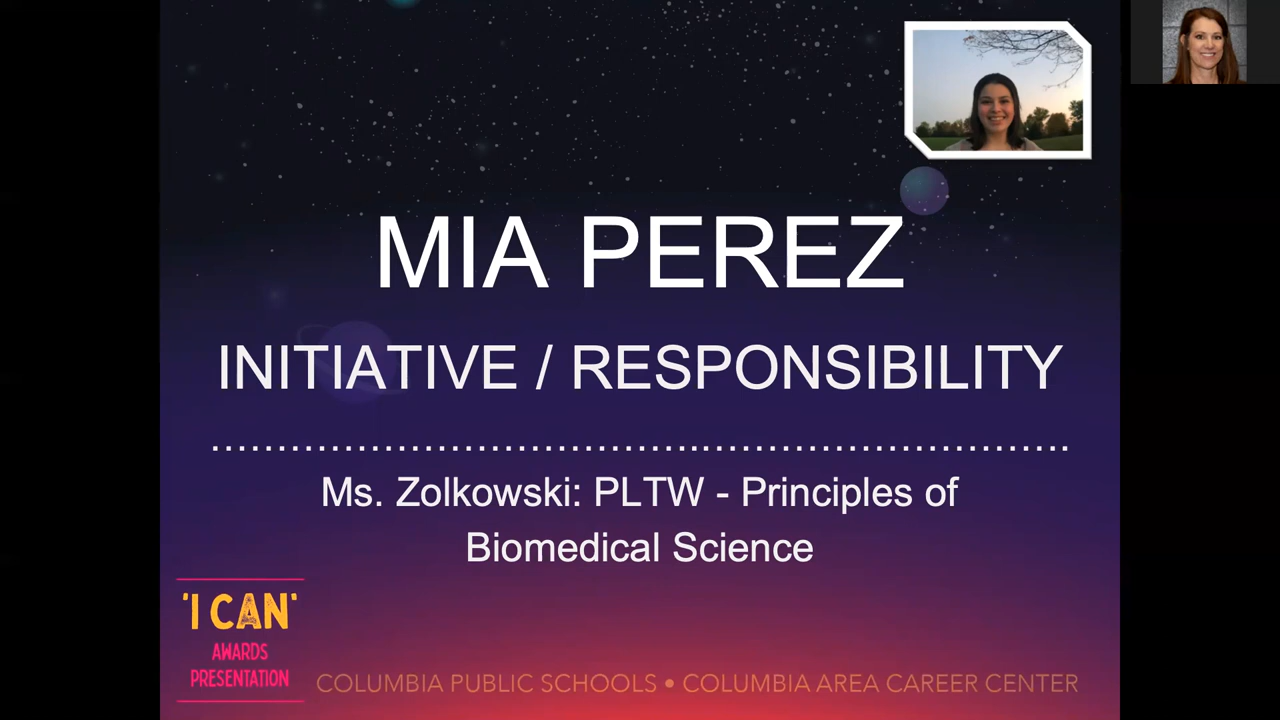 MIA PEREZ
INITIATIVE / RESPONSIBILITY
Ms. Zolkowski: PLTW - Principles of
Biomedical Science
'I CAN'
AWARDS
PRESENTATION
COLUMBIA PUBLIC SCHOOLS • COLUMBIA AREA CAREER CENTER